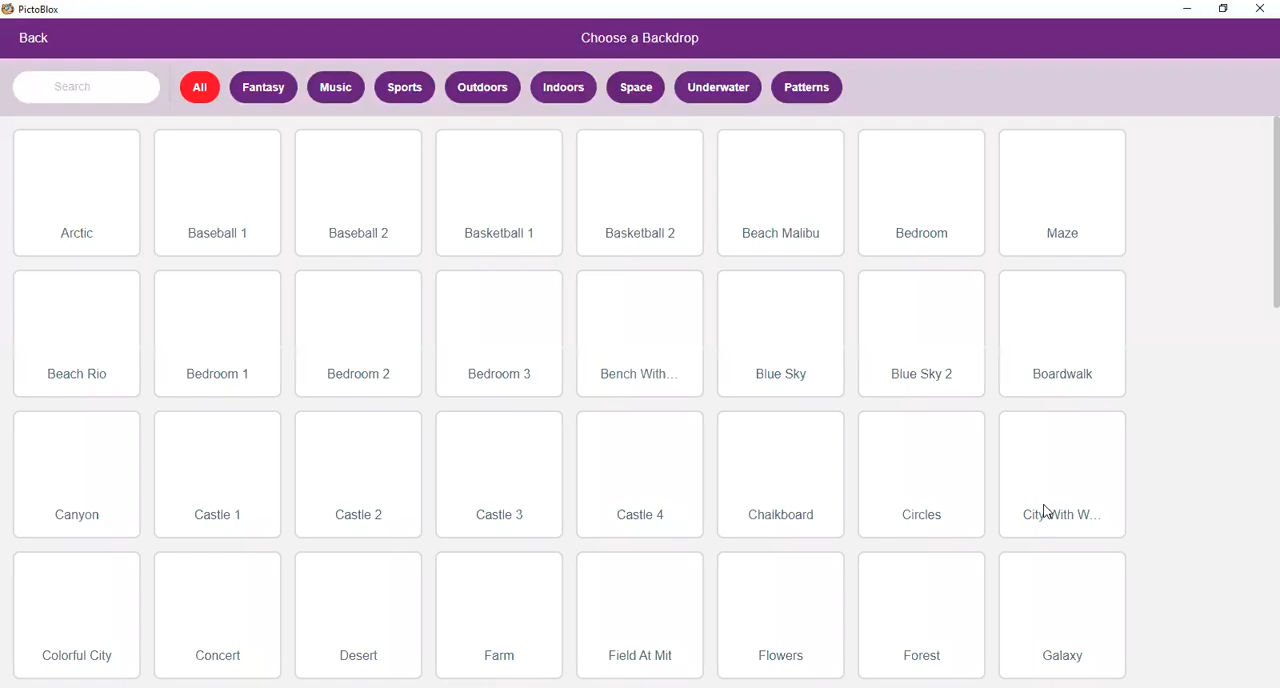 PictoBlox
Back
Choose a Backdrop
Search
All
Fantasy
Music
Sports
Outdoors
Indoors
Space
Underwater
Patterns
Arctic
Baseball 1
Baseball 2
Basketball 1
Basketball 2
Beach Malibu
Bedroom
Maze
Beach Rio
Bedroom 1
Bedroom 2
Bedroom 3
Bench With...
Blue Sky
Blue Sky 2
Boardwalk
Canyon
Castle 1
Castle 2
Castle 3
Castle 4
Chalkboard
Circles
City With W...
Colorful City
Concert
Desert
Farm
Field At Mit
Flowers
Forest
Galaxy